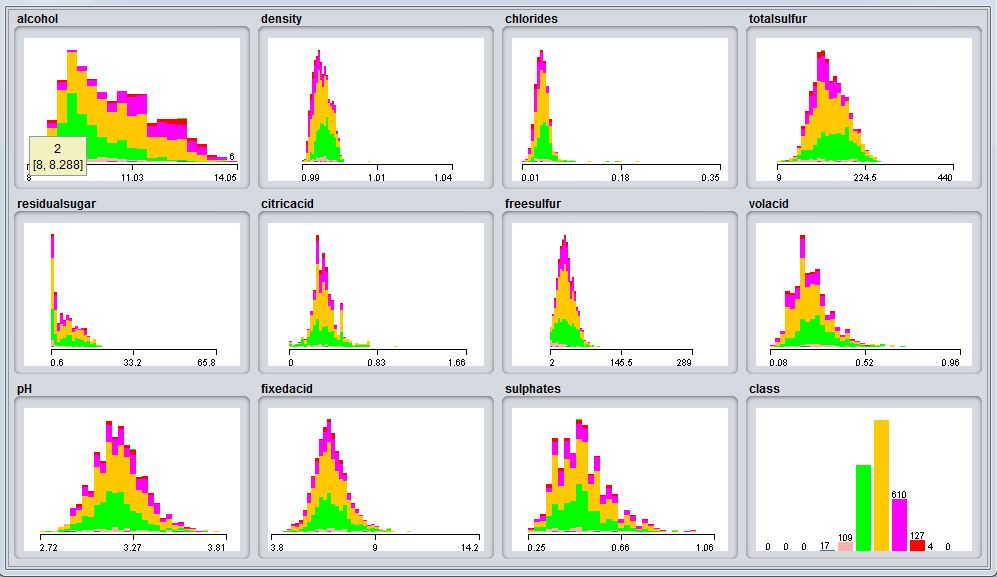 alcohol density chlorides totalsulfur
2
[8, 8.288]
6
8 11.03 14.05
0.99 1.01 1.04
0.01 0.18 0.35
9 224.5 440
residualsugar citricacid freesulfur volacid
0.6 33.2 65.8
0 0.83 1.66
2 145.5 289
0.08 0.52 0.96
pH fixedacid sulphates class
2.72 3.27 3.81
3.8 9 14.2
0.25 0.66 1.06
0 0 0 17 109 610 127 4 0